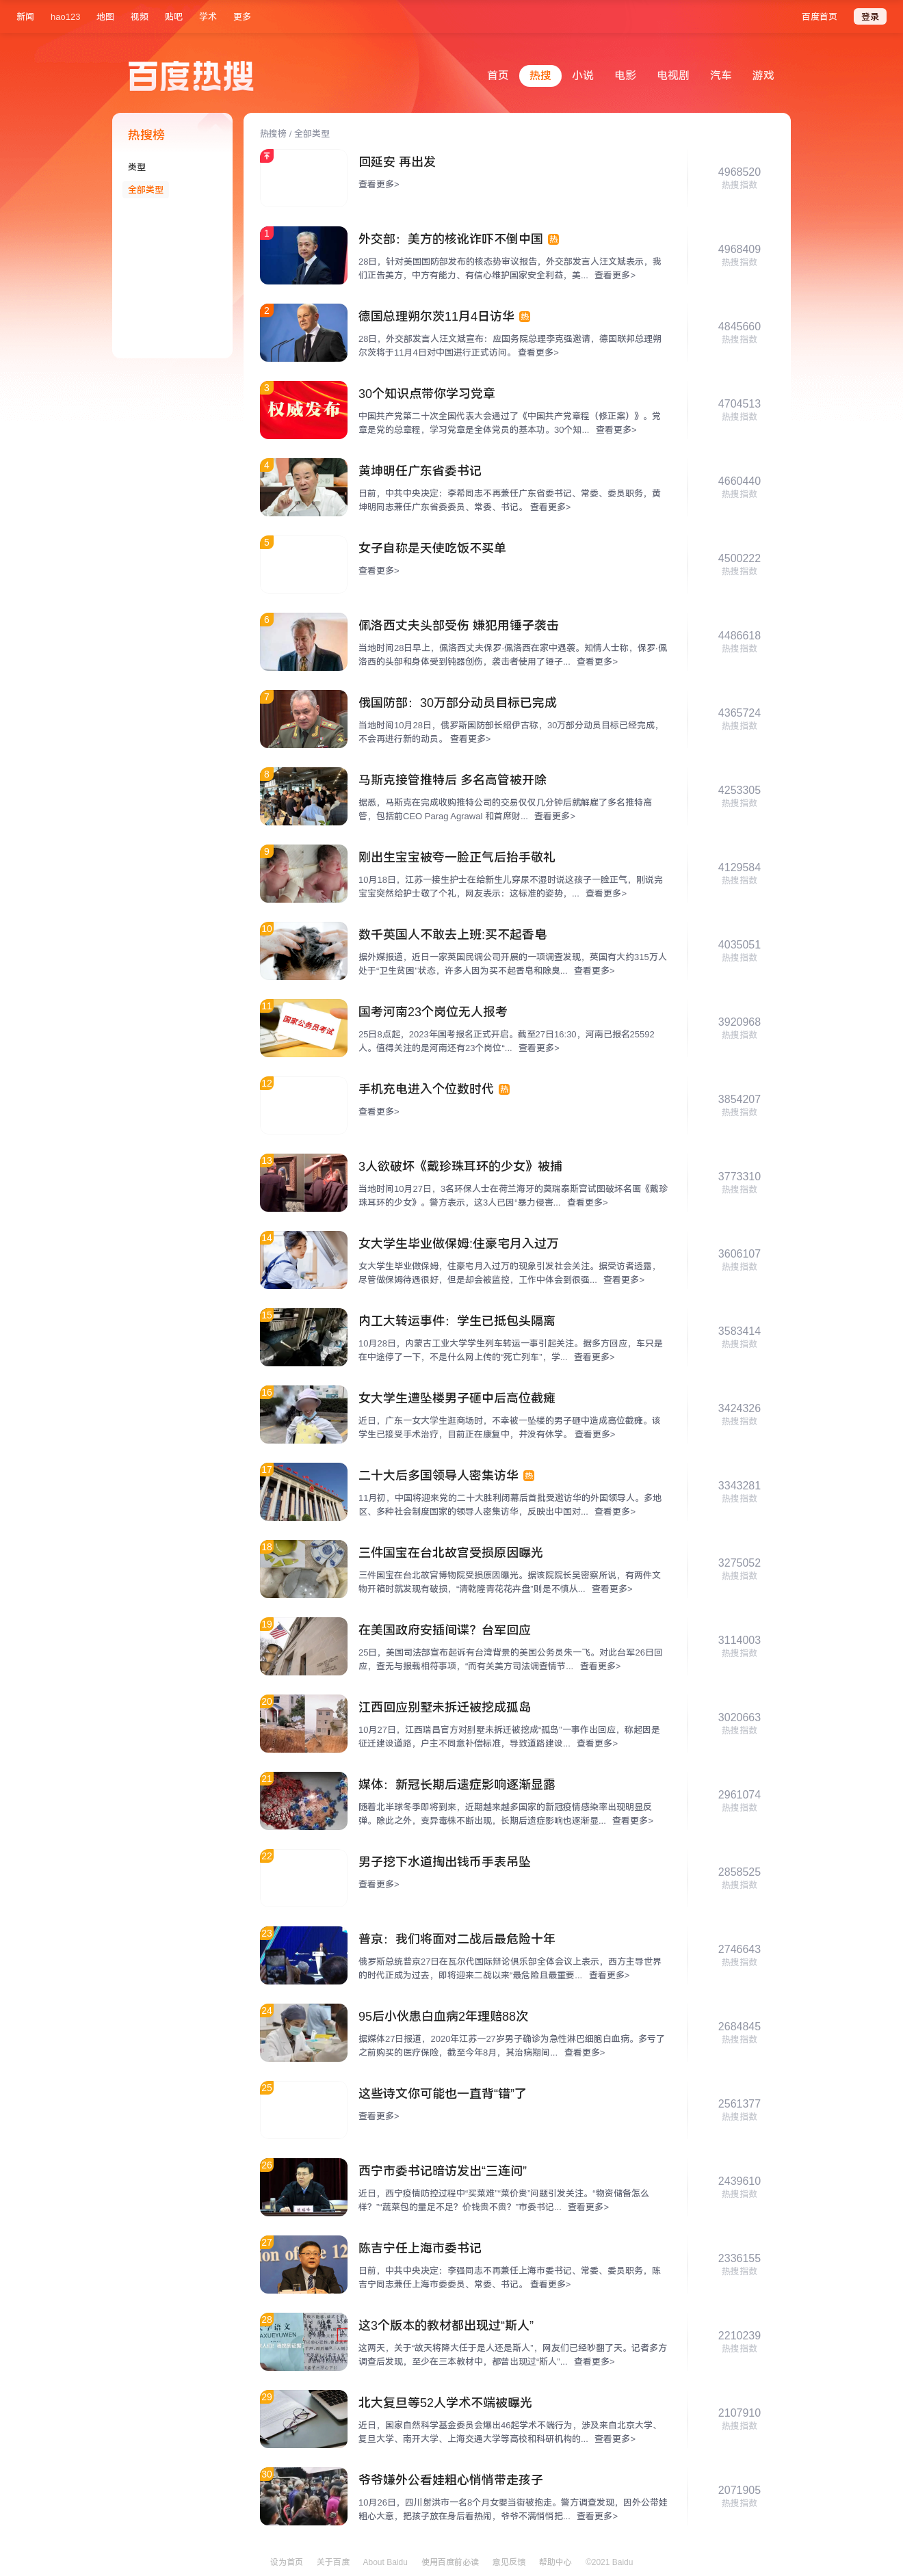 新闻 hao123 地图 视频 贴吧 学术 更多 百度首页 登录
百度热搜
首页 热搜 小说 电影 电视剧 汽车 游戏
热搜榜
类型
全部类型
热搜榜 / 全部类型
回延安 再出发
查看更多>
4968520
热搜指数
1
外交部：美方的核讹诈吓不倒中国 热
28日，针对美国国防部发布的核态势审议报告，外交部发言人汪文斌表示，我
们正告美方，中方有能力、有信心维护国家安全利益，美... 查看更多>
4968409
热搜指数
2
德国总理朔尔茨11月4日访华 热
28日，外交部发言人汪文斌宣布：应国务院总理李克强邀请，德国联邦总理朔
尔茨将于11月4日对中国进行正式访问。 查看更多>
4845660
热搜指数
3
权威发布
30个知识点带你学习党章
中国共产党第二十次全国代表大会通过了《中国共产党章程（修正案）》。党
章是党的总章程，学习党章是全体党员的基本功。30个知... 查看更多>
4704513
热搜指数
4
黄坤明任广东省委书记
日前，中共中央决定：李希同志不再兼任广东省委书记、常委、委员职务，黄
坤明同志兼任广东省委委员、常委、书记。 查看更多>
4660440
热搜指数
5
女子自称是天使吃饭不买单
查看更多>
4500222
热搜指数
6
佩洛西丈夫头部受伤 嫌犯用锤子袭击
当地时间28日早上，佩洛西丈夫保罗·佩洛西在家中遇袭。知情人士称，保罗·佩
洛西的头部和身体受到钝器创伤，袭击者使用了锤子... 查看更多>
4486618
热搜指数
7
俄国防部：30万部分动员目标已完成
当地时间10月28日，俄罗斯国防部长绍伊古称，30万部分动员目标已经完成，
不会再进行新的动员。 查看更多>
4365724
热搜指数
8
马斯克接管推特后 多名高管被开除
据悉，马斯克在完成收购推特公司的交易仅仅几分钟后就解雇了多名推特高
管，包括前CEO Parag Agrawal 和首席财... 查看更多>
4253305
热搜指数
9
刚出生宝宝被夸一脸正气后抬手敬礼
10月18日，江苏一接生护士在给新生儿穿尿不湿时说这孩子一脸正气，刚说完
宝宝突然给护士敬了个礼，网友表示：这标准的姿势，... 查看更多>
4129584
热搜指数
10
数千英国人不敢去上班:买不起香皂
据外媒报道，近日一家英国民调公司开展的一项调查发现，英国有大约315万人
处于“卫生贫困”状态，许多人因为买不起香皂和除臭... 查看更多>
4035051
热搜指数
11
国家公务员考试
国考河南23个岗位无人报考
25日8点起，2023年国考报名正式开启。截至27日16:30，河南已报名25592
人。值得关注的是河南还有23个岗位“... 查看更多>
3920968
热搜指数
12
手机充电进入个位数时代 热
查看更多>
3854207
热搜指数
13
3人欲破坏《戴珍珠耳环的少女》被捕
当地时间10月27日，3名环保人士在荷兰海牙的莫瑞泰斯宫试图破坏名画《戴珍
珠耳环的少女》。警方表示，这3人已因“暴力侵害... 查看更多>
3773310
热搜指数
14
女大学生毕业做保姆:住豪宅月入过万
女大学生毕业做保姆，住豪宅月入过万的现象引发社会关注。据受访者透露，
尽管做保姆待遇很好，但是却会被监控，工作中体会到很强... 查看更多>
3606107
热搜指数
15
内工大转运事件：学生已抵包头隔离
10月28日，内蒙古工业大学学生列车转运一事引起关注。据多方回应，车只是
在中途停了一下，不是什么网上传的“死亡列车”，学... 查看更多>
3583414
热搜指数
16
女大学生遭坠楼男子砸中后高位截瘫
近日，广东一女大学生逛商场时，不幸被一坠楼的男子砸中造成高位截瘫。该
学生已接受手术治疗，目前正在康复中，并没有休学。 查看更多>
3424326
热搜指数
17
二十大后多国领导人密集访华 热
11月初，中国将迎来党的二十大胜利闭幕后首批受邀访华的外国领导人。多地
区、多种社会制度国家的领导人密集访华，反映出中国对... 查看更多>
3343281
热搜指数
18
三件国宝在台北故宫受损原因曝光
三件国宝在台北故宫博物院受损原因曝光。据该院院长吴密察所说，有两件文
物开箱时就发现有破损，“清乾隆青花花卉盘”则是不慎从... 查看更多>
3275052
热搜指数
19
在美国政府安插间谍？台军回应
25日，美国司法部宣布起诉有台湾背景的美国公务员朱一飞。对此台军26日回
应，查无与报载相符事项，“而有关美方司法调查情节... 查看更多>
3114003
热搜指数
20
江西回应别墅未拆迁被挖成孤岛
10月27日，江西瑞昌官方对别墅未拆迁被挖成“孤岛”一事作出回应，称起因是
征迁建设道路，户主不同意补偿标准，导致道路建设... 查看更多>
3020663
热搜指数
21
媒体：新冠长期后遗症影响逐渐显露
随着北半球冬季即将到来，近期越来越多国家的新冠疫情感染率出现明显反
弹。除此之外，变异毒株不断出现，长期后遗症影响也逐渐显... 查看更多>
2961074
热搜指数
22
男子挖下水道掏出钱币手表吊坠
查看更多>
2858525
热搜指数
23
普京：我们将面对二战后最危险十年
俄罗斯总统普京27日在瓦尔代国际辩论俱乐部全体会议上表示，西方主导世界
的时代正成为过去，即将迎来二战以来“最危险且最重要... 查看更多>
2746643
热搜指数
24
95后小伙患白血病2年理赔88次
据媒体27日报道，2020年江苏一27岁男子确诊为急性淋巴细胞白血病。多亏了
之前购买的医疗保险，截至今年8月，其治病期间... 查看更多>
2684845
热搜指数
25
这些诗文你可能也一直背“错”了
查看更多>
2561377
热搜指数
26
西宁市委书记暗访发出“三连问”
近日，西宁疫情防控过程中“买菜难”“菜价贵”问题引发关注。“物资储备怎么
样？”“蔬菜包的量足不足？价钱贵不贵？”市委书记... 查看更多>
2439610
热搜指数
27
ion of the 12
陈吉宁任上海市委书记
日前，中共中央决定：李强同志不再兼任上海市委书记、常委、委员职务，陈
吉宁同志兼任上海市委委员、常委、书记。 查看更多>
2336155
热搜指数
28
语文
AXUEYUWEN
这3个版本的教材都出现过“斯人”
这两天，关于“故天将降大任于是人还是斯人”，网友们已经吵翻了天。记者多方
调查后发现，至少在三本教材中，都曾出现过“斯人”... 查看更多>
2210239
热搜指数
29
北大复旦等52人学术不端被曝光
近日，国家自然科学基金委员会爆出46起学术不端行为，涉及来自北京大学、
复旦大学、南开大学、上海交通大学等高校和科研机构的... 查看更多>
2107910
热搜指数
30
爷爷嫌外公看娃粗心悄悄带走孩子
10月26日，四川射洪市一名8个月女婴当街被抱走。警方调查发现，因外公带娃
粗心大意，把孩子放在身后看热闹，爷爷不满悄悄把... 查看更多>
2071905
热搜指数
设为首页 关于百度 About Baidu 使用百度前必读 意见反馈 帮助中心 ©2021 Baidu